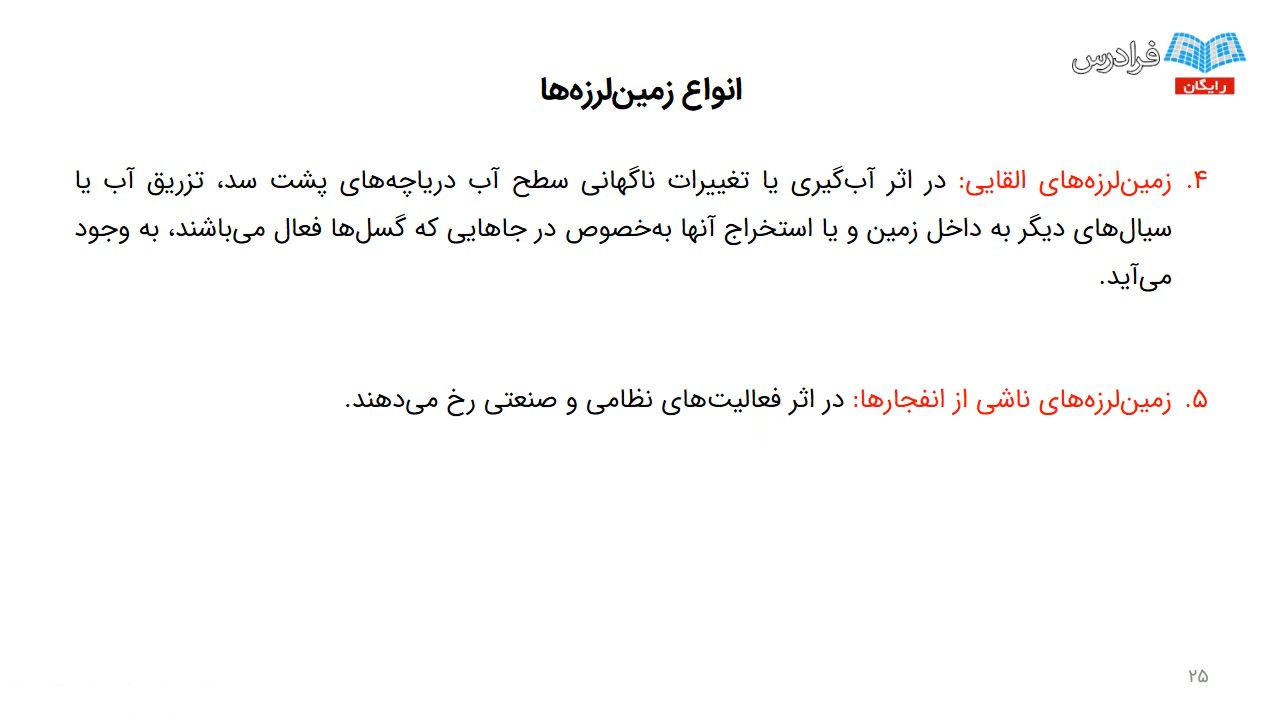 فرادرس
رایگان
انواع زمین‌لرزه‌ها
۴. زمین‌لرزه‌های القایی: در اثر آب‌گیری یا تغییرات ناگهانی سطح آب دریاچه‌های پشت سد، تزریق آب یا
سیال‌های دیگر به داخل زمین و یا استخراج آنها به‌خصوص در جاهایی که گسل‌ها فعال می‌باشند، به وجود
می‌آید.
۵. زمین‌لرزه‌های ناشی از انفجارها: در اثر فعالیت‌های نظامی و صنعتی رخ می‌دهند.
۲۵